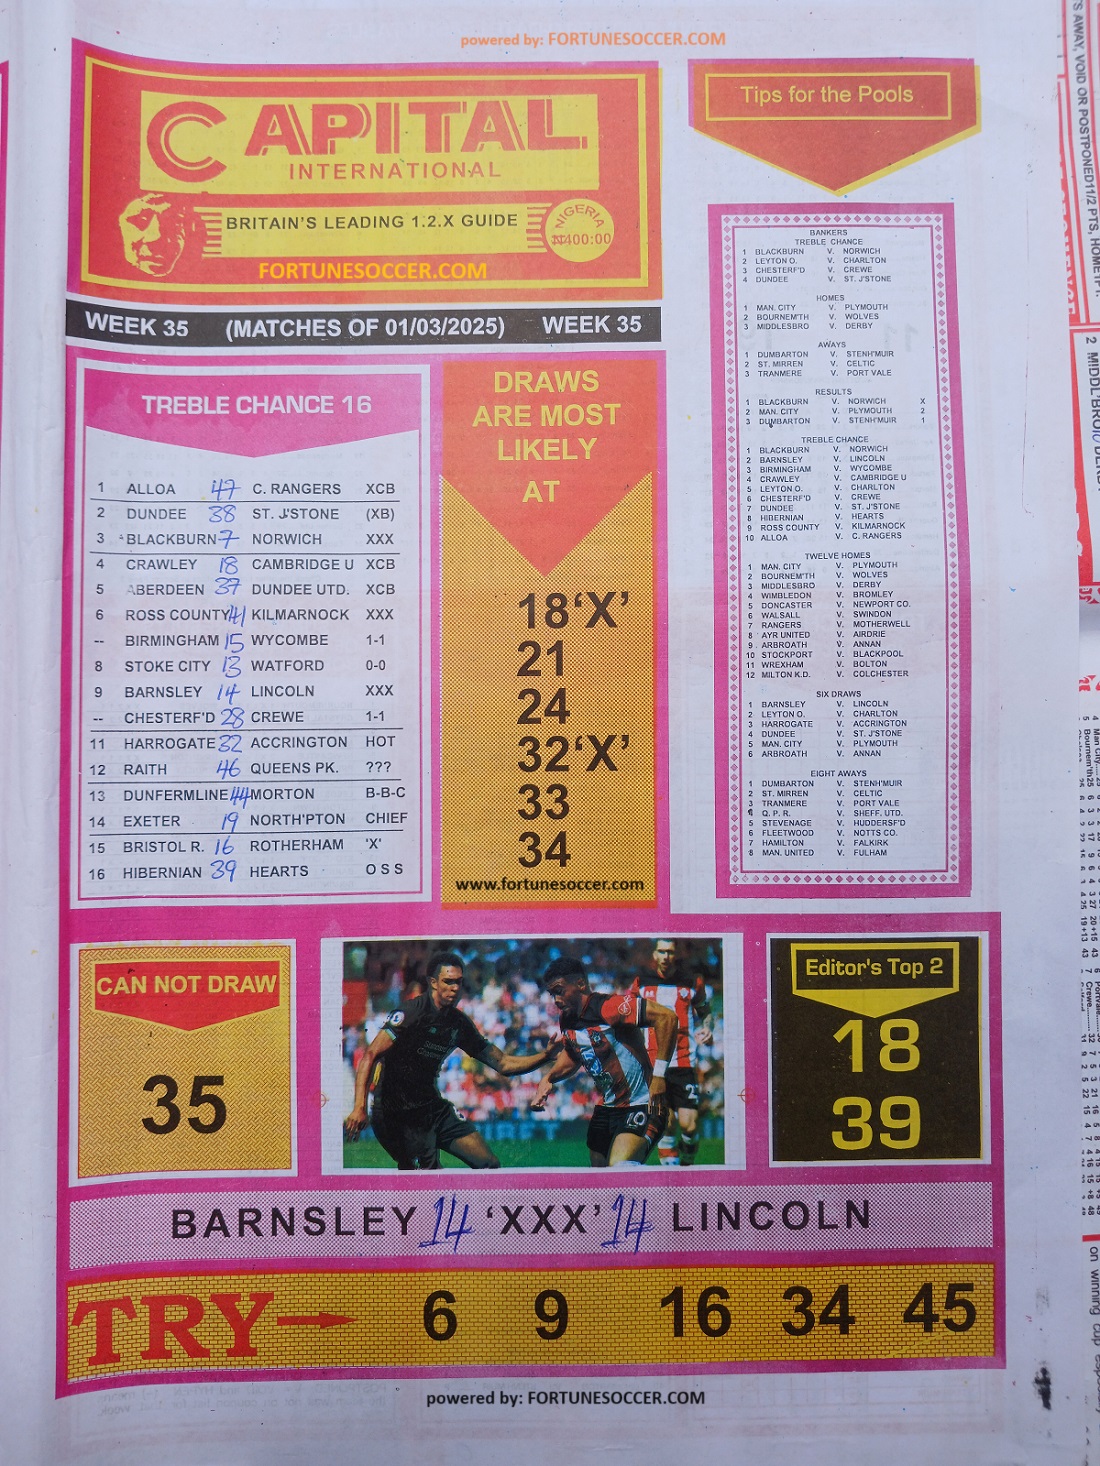 powered by: FORTUNESOCCER.COM
CAPITAL
INTERNATIONAL
BRITAIN'S LEADING 1.2.X GUIDE
NIGERIA
₦400:00
FORTUNESOCCER.COM
WEEK 35 (MATCHES OF 01/03/2025) WEEK 35
TREBLE CHANCE 16
1 ALLOA 47 C. RANGERS XCB
2 DUNDEE 38 ST. J'STONE (XB)
3 BLACKBURN 7 NORWICH XXX
4 CRAWLEY 18 CAMBRIDGE U XCB
5 ABERDEEN 37 DUNDEE UTD. XCB
6 ROSS COUNTY 41 KILMARNOCK XXX
-- BIRMINGHAM 15 WYCOMBE 1-1
8 STOKE CITY 13 WATFORD 0-0
9 BARNSLEY 14 LINCOLN XXX
-- CHESTERF'D 28 CREWE 1-1
11 HARROGATE 32 ACCRINGTON HOT
12 RAITH 46 QUEENS PK. ???
13 DUNFERMLINE 44 MORTON B-B-C
14 EXETER 19 NORTH'PTON CHIEF
15 BRISTOL R. 16 ROTHERHAM 'X'
16 HIBERNIAN 39 HEARTS O S S
DRAWS
ARE MOST
LIKELY
AT
18'X'
21
24
32'X'
33
34
www.fortunesoccer.com
Tips for the Pools
BANKERS
TREBLE CHANCE
1 BLACKBURN V. NORWICH
2 LEYTON O. V. CHARLTON
3 CHESTERF'D V. CREWE
4 DUNDEE V. ST. J'STONE
HOMES
1 MAN. CITY V. PLYMOUTH
2 BOURNEM'TH V. WOLVES
3 MIDDLESBRO V. DERBY
AWAYS
1 DUMBARTON V. STENH'MUIR
2 ST. MIRREN V. CELTIC
3 TRANMERE V. PORT VALE
RESULTS
1 BLACKBURN V. NORWICH X
2 MAN. CITY V. PLYMOUTH 2
3 DUMBARTON V. STENH'MUIR 1
TREBLE CHANCE
1 BLACKBURN V. NORWICH
2 BARNSLEY V. LINCOLN
3 BIRMINGHAM V. WYCOMBE
4 CRAWLEY V. CAMBRIDGE U
5 LEYTON O. V. CHARLTON
6 CHESTERF'D V. CREWE
7 DUNDEE V. ST. J'STONE
8 HIBERNIAN V. HEARTS
9 ROSS COUNTY V. KILMARNOCK
10 ALLOA V. C. RANGERS
TWELVE HOMES
1 MAN. CITY V. PLYMOUTH
2 BOURNEM'TH V. WOLVES
3 MIDDLESBRO V. DERBY
4 WIMBLEDON V. BROMLEY
5 DONCASTER V. NEWPORT CO.
6 WALSALL V. SWINDON
7 RANGERS V. MOTHERWELL
8 AYR UNITED V. AIRDRIE
9 ARBROATH V. ANNAN
10 STOCKPORT V. BLACKPOOL
11 WREXHAM V. BOLTON
12 MILTON K.D. V. COLCHESTER
SIX DRAWS
1 BARNSLEY V. LINCOLN
2 LEYTON O. V. CHARLTON
3 HARROGATE V. ACCRINGTON
4 DUNDEE V. ST. J'STONE
5 MAN. CITY V. PLYMOUTH
6 ARBROATH V. ANNAN
EIGHT AWAYS
1 DUMBARTON V. STENH'MUIR
2 ST. MIRREN V. CELTIC
3 TRANMERE V. PORT VALE
4 Q. P. R. V. SHEFF. UTD.
5 STEVENAGE V. HUDDERSF'D
6 FLEETWOOD V. NOTTS CO.
7 HAMILTON V. FALKIRK
8 MAN. UNITED V. FULHAM
CAN NOT DRAW
35
Editor's Top 2
18
39
BARNSLEY 14 'XXX' 14 LINCOLN
TRY 6 9 16 34 45
powered by: FORTUNESOCCER.COM